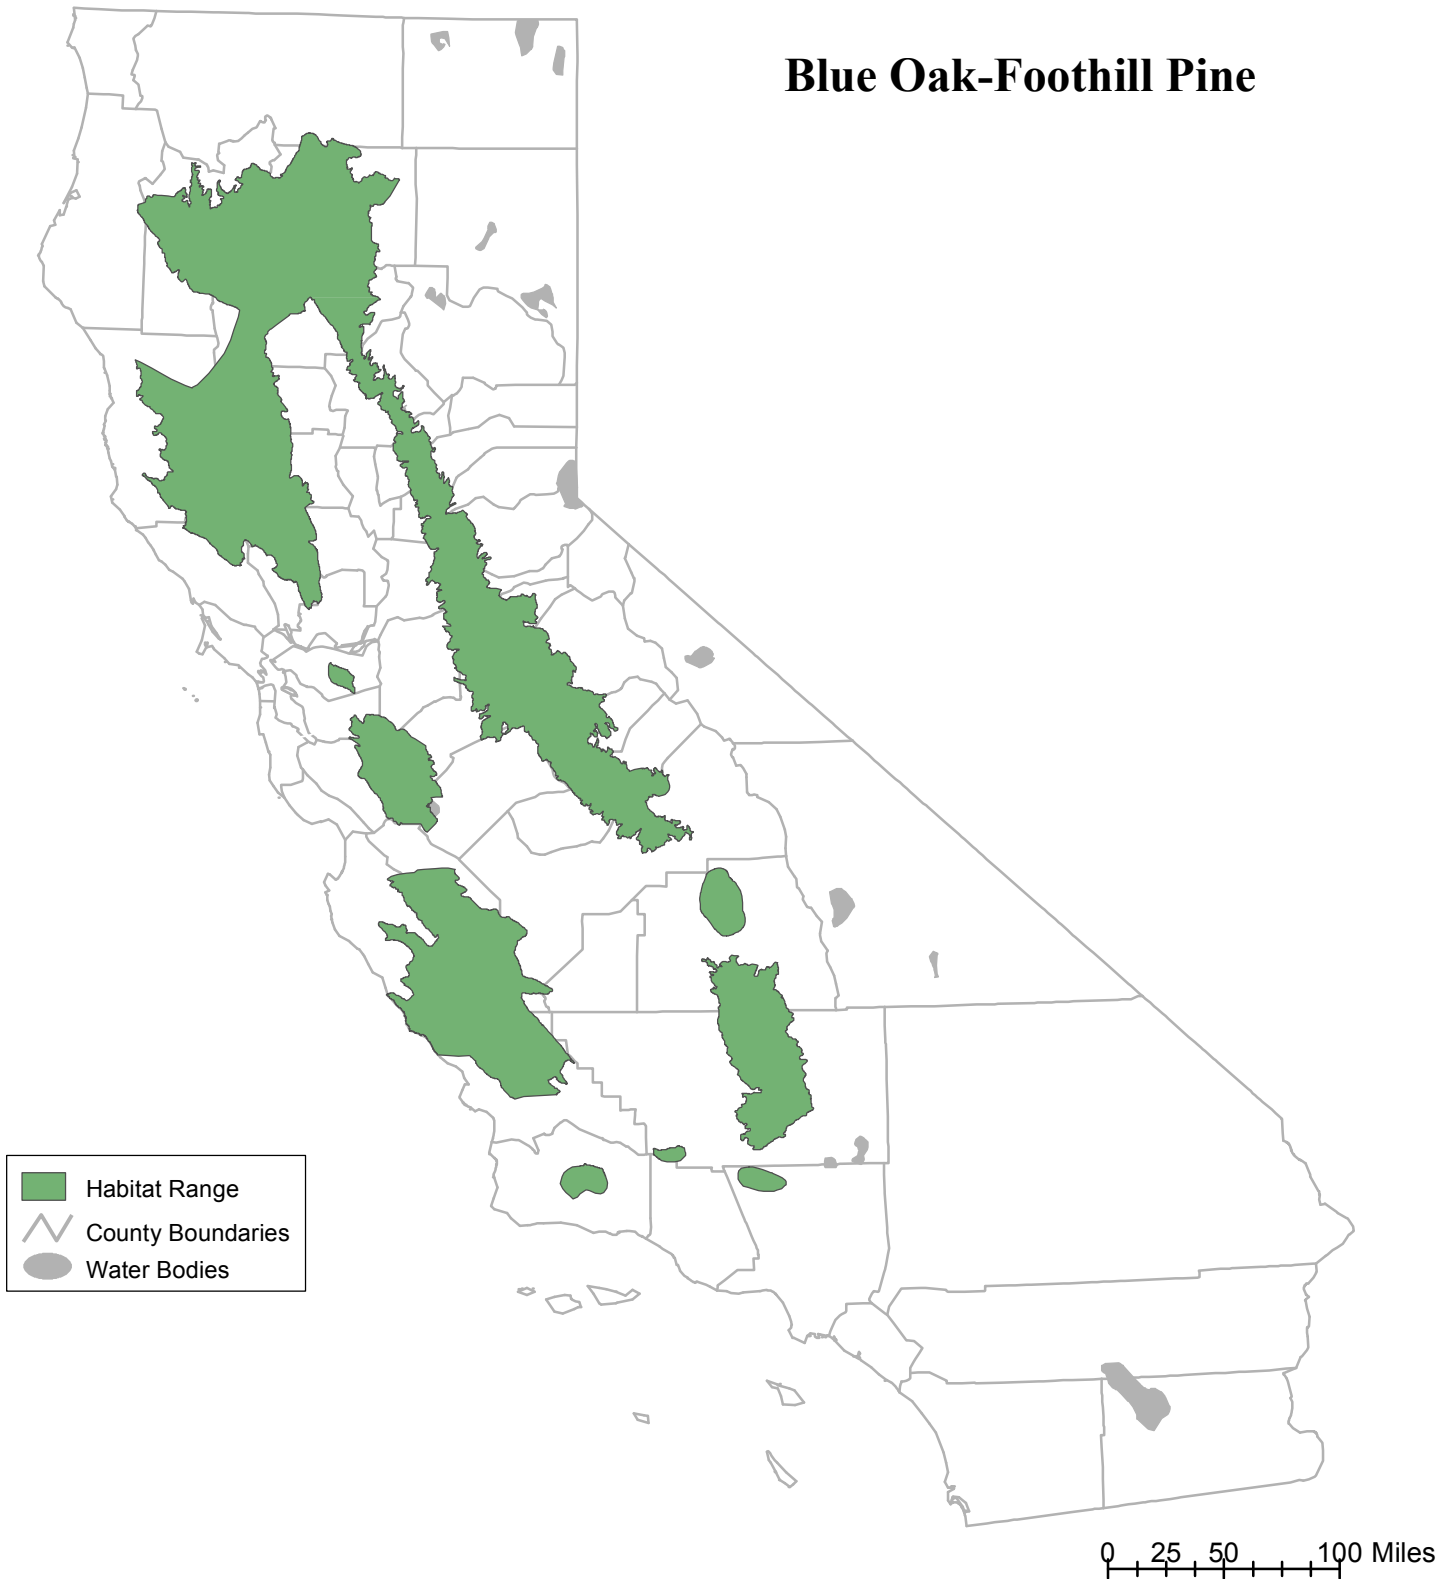 Blue Oak-Foothill Pine
Habitat Range
County Boundaries
Water Bodies
0 25 50 100 Miles